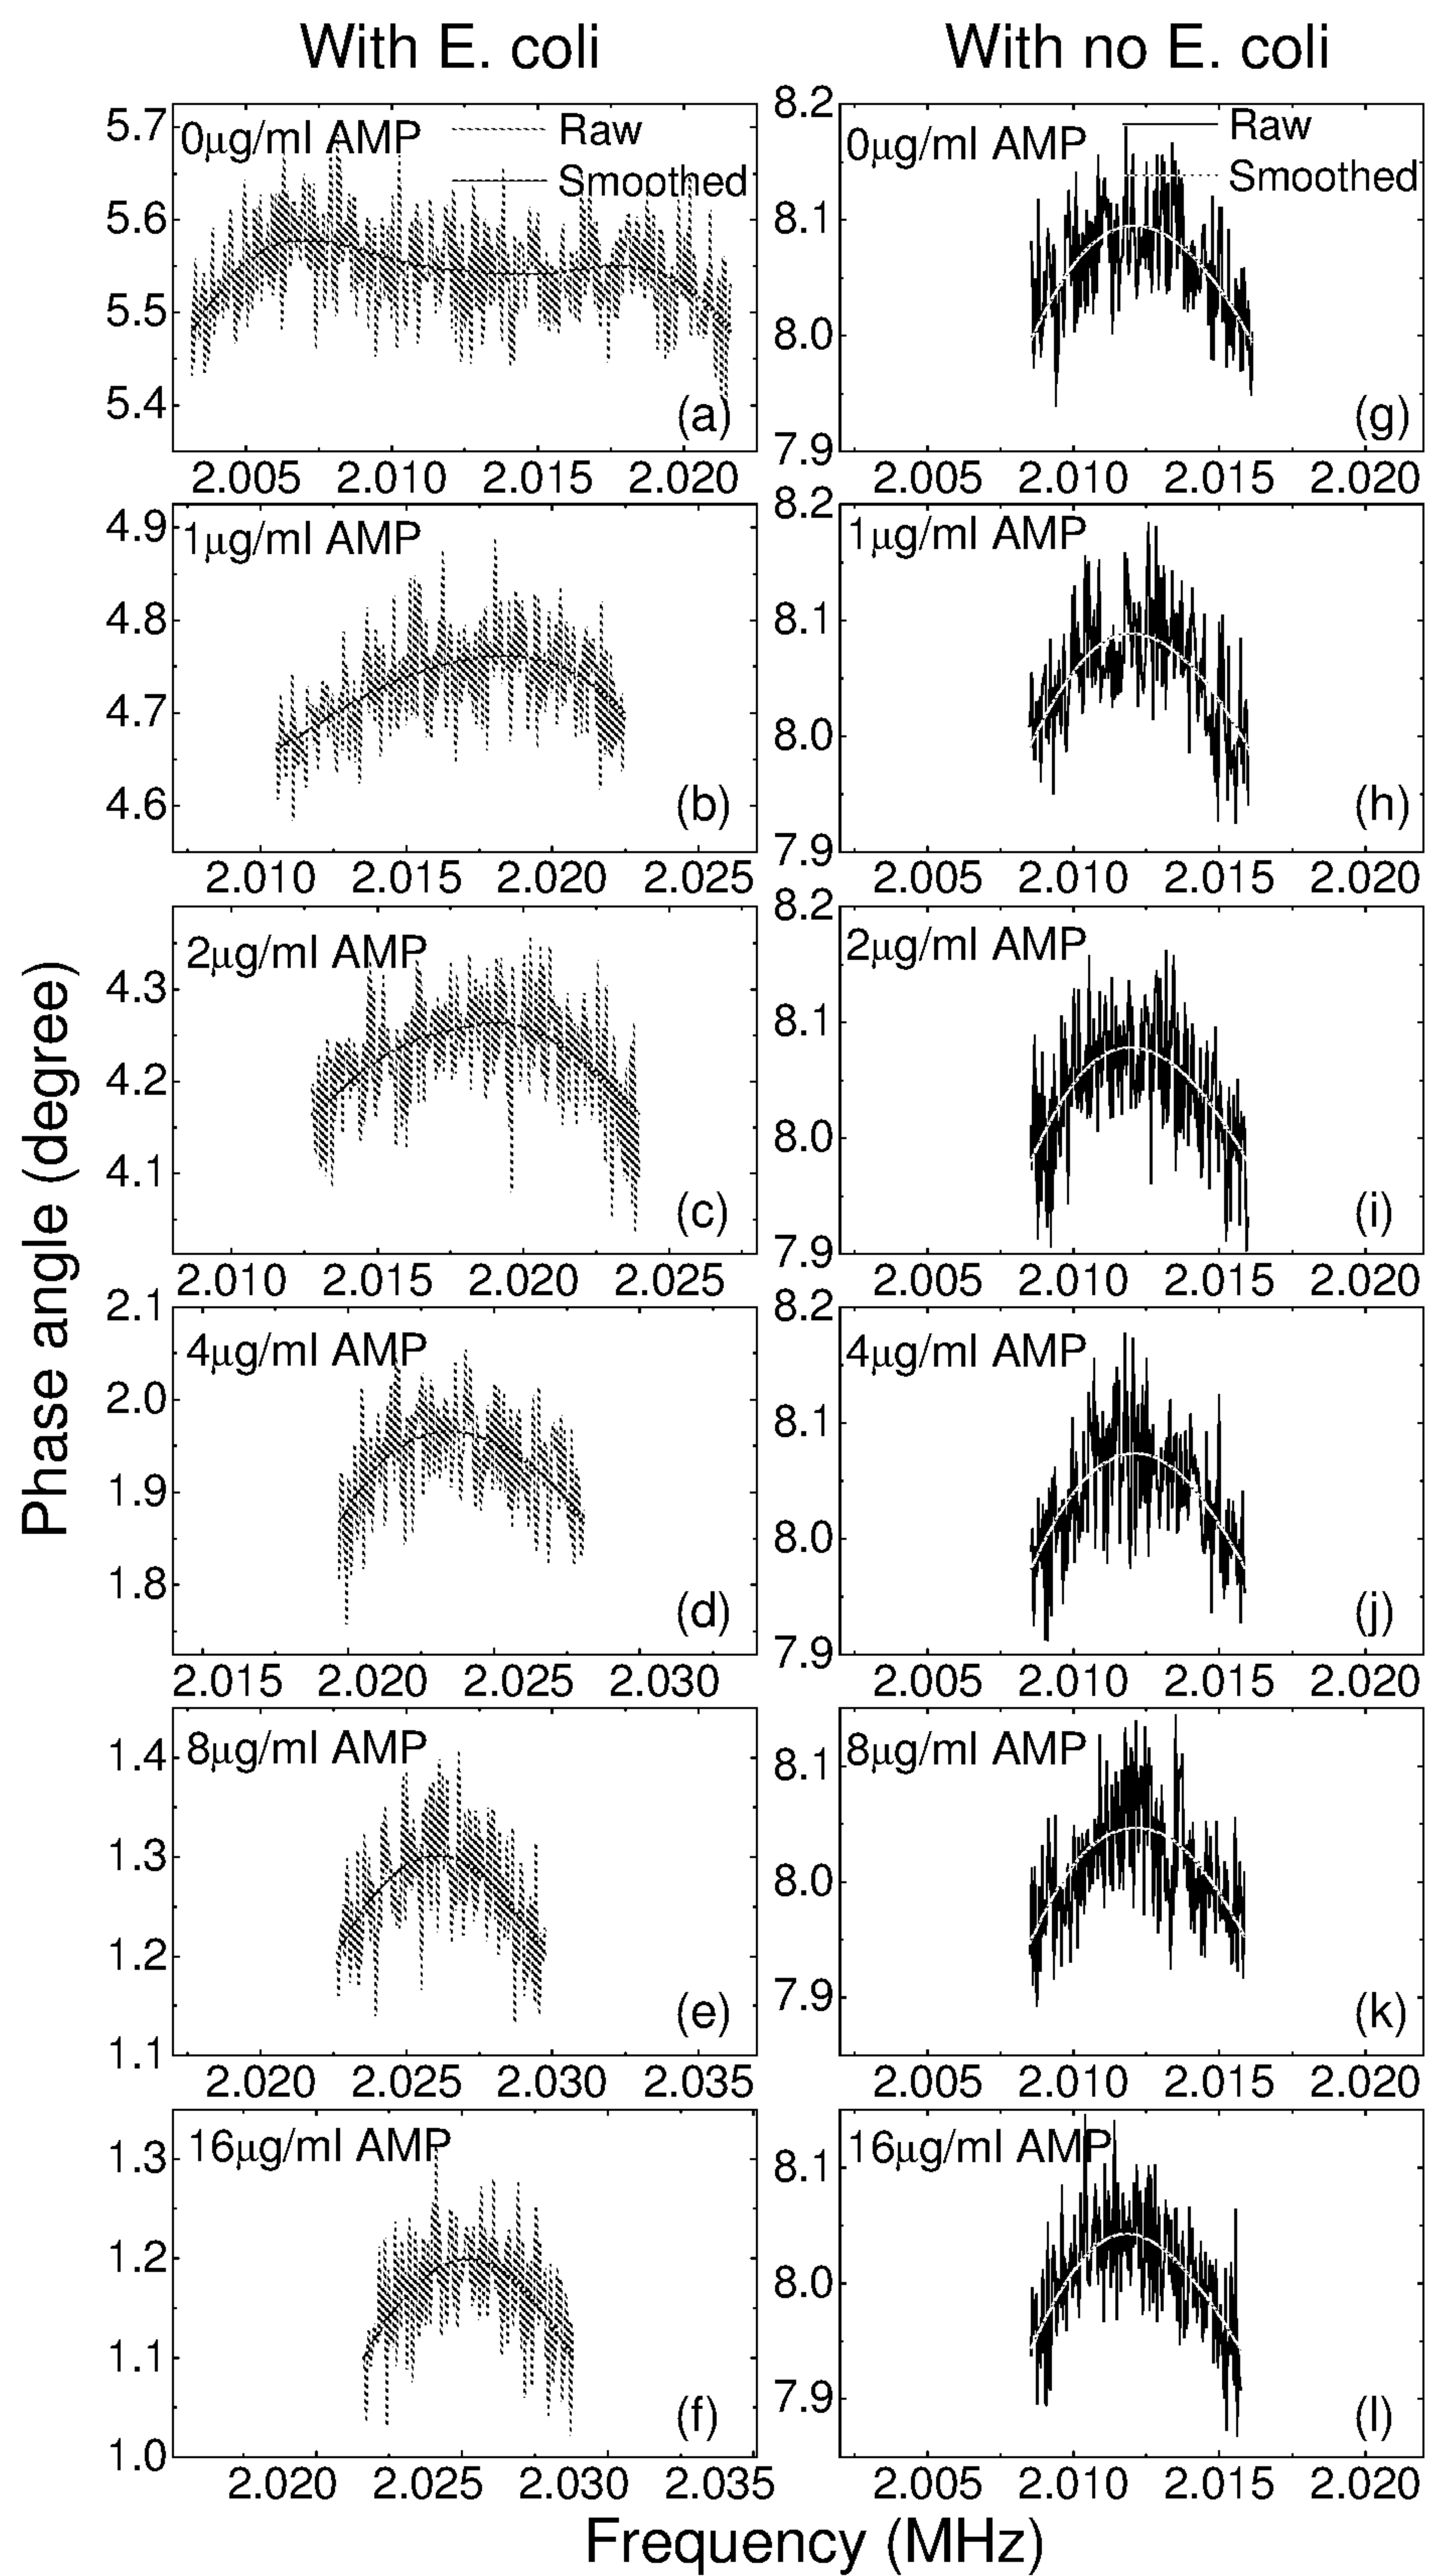 With E. coli
With no E. coli
0μg/ml AMP
Raw
Smoothed
5.7
5.6
5.5
5.4
(a)
2.005 2.010 2.015 2.020
0μg/ml AMP
Raw
Smoothed
8.2
8.1
8.0
7.9
(g)
2.005 2.010 2.015 2.020
1μg/ml AMP
4.9
4.8
4.7
4.6
(b)
2.010 2.015 2.020 2.025
1μg/ml AMP
8.2
8.1
8.0
7.9
(h)
2.005 2.010 2.015 2.020
2μg/ml AMP
4.3
4.2
4.1
(c)
2.010 2.015 2.020 2.025
2μg/ml AMP
8.2
8.1
8.0
7.9
(i)
2.005 2.010 2.015 2.020
4μg/ml AMP
2.1
2.0
1.9
1.8
(d)
2.015 2.020 2.025 2.030
4μg/ml AMP
8.2
8.1
8.0
7.9
(j)
2.005 2.010 2.015 2.020
8μg/ml AMP
1.4
1.3
1.2
1.1
(e)
2.020 2.025 2.030 2.035
8μg/ml AMP
8.1
8.0
7.9
(k)
2.005 2.010 2.015 2.020
16μg/ml AMP
1.3
1.2
1.1
1.0
(f)
2.020 2.025 2.030 2.035
16μg/ml AMP
8.1
8.0
7.9
(l)
2.005 2.010 2.015 2.020
Phase angle (degree)
Frequency (MHz)